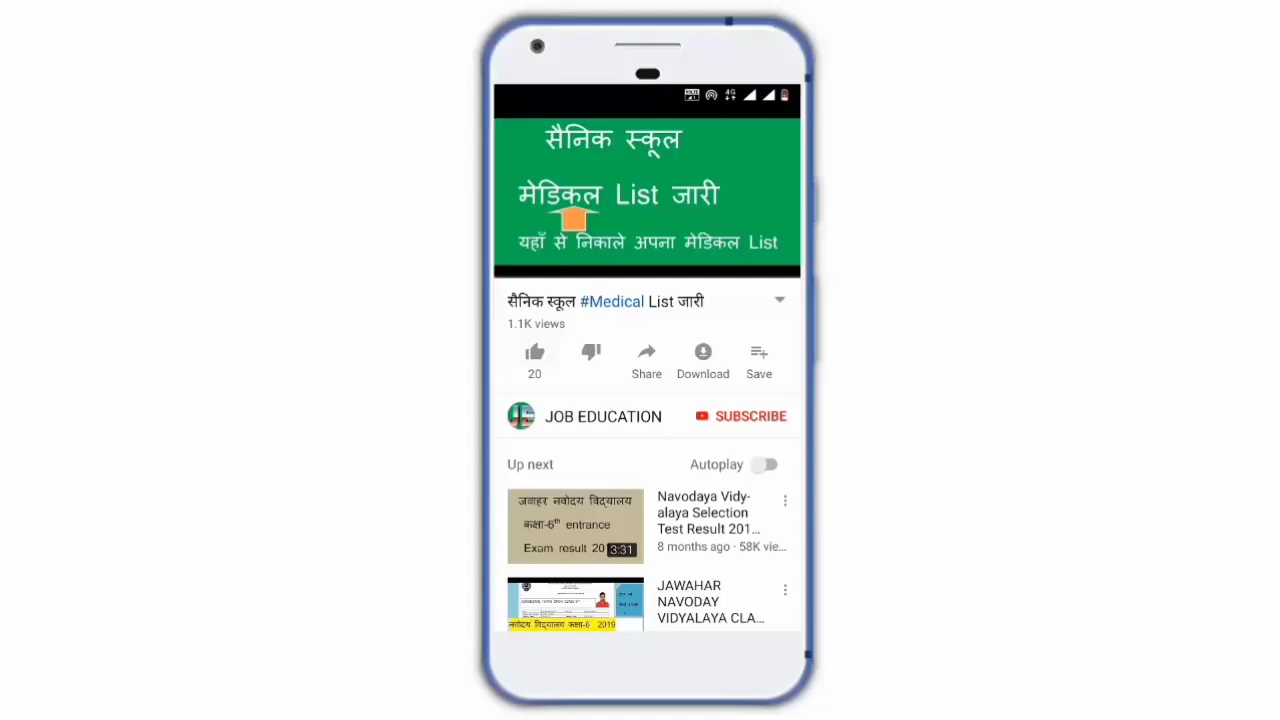 4G
सैनिक स्कूल
मेडिकल List जारी
यहाँ से निकाले अपना मेडिकल List
सैनिक स्कूल #Medical List जारी
1.1K views
20
Share
Download
Save
JOB EDUCATION
SUBSCRIBE
Up next
Autoplay
जवाहर नवोदय विद्यालय
कक्षा-6th entrance
Exam result 20
3:31
Navodaya Vidy-
alaya Selection
Test Result 201...
8 months ago · 58K vie...
नवोदय विद्यालय कक्षा-6 2019
JAWAHAR
NAVODAY
VIDYALAYA CLA...